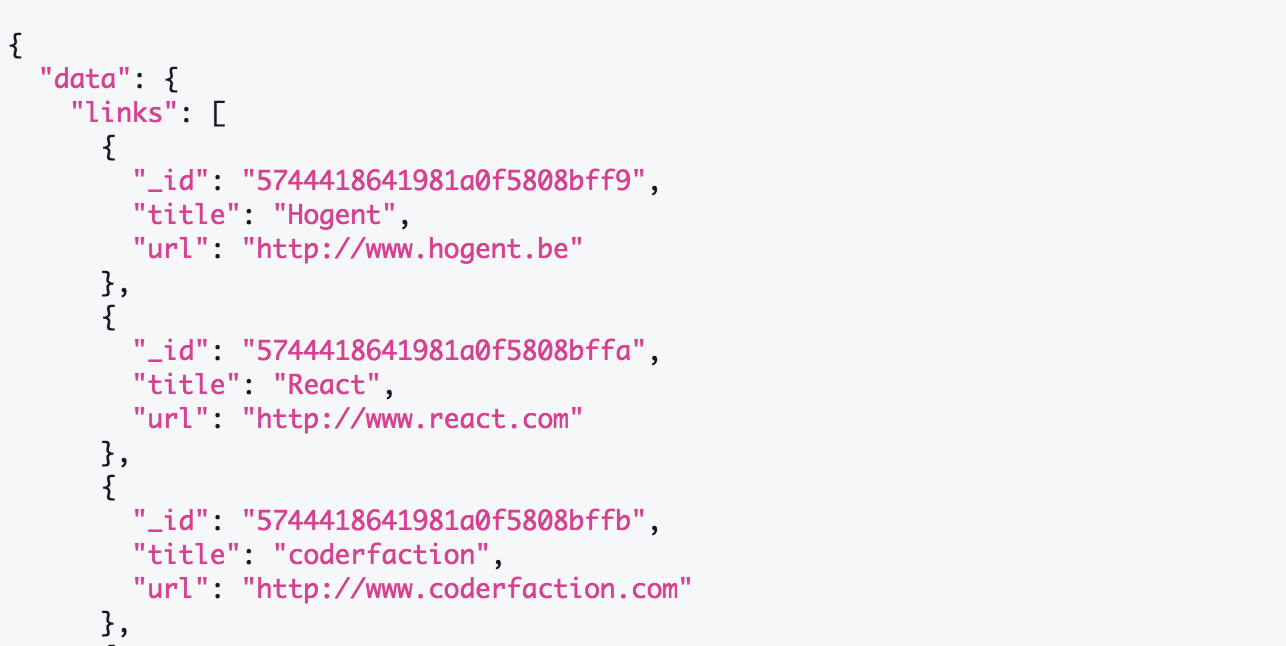 {
  "data": {
    "links": [
      {
        "_id": "5744418641981a0f5808bff9",
        "title": "Hogent",
        "url": "http://www.hogent.be"
      },
      {
        "_id": "5744418641981a0f5808bffa",
        "title": "React",
        "url": "http://www.react.com"
      },
      {
        "_id": "5744418641981a0f5808bffb",
        "title": "coderfaction",
        "url": "http://www.coderfaction.com"
      },